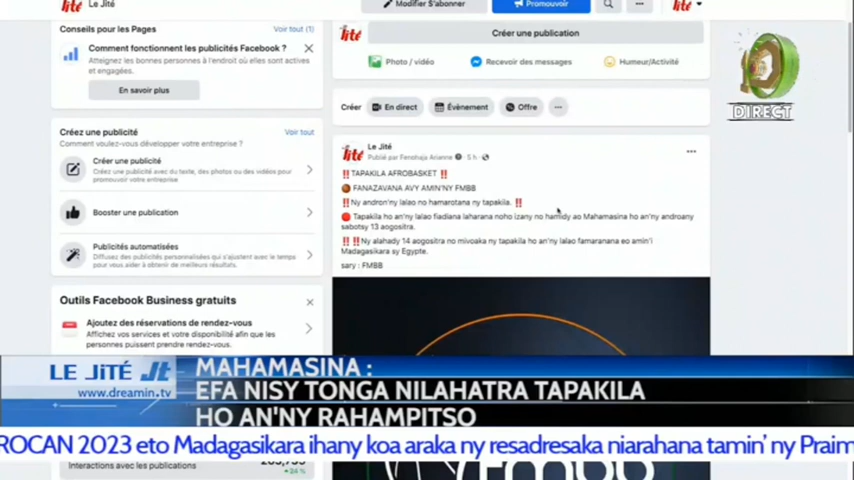 Jité Le Jité
Modifier S'abonner
Promouvoir
Jité
Conseils pour les Pages
Voir tout (1)
Comment fonctionnent les publicités Facebook ?
Atteignez les bonnes personnes à l'endroit où elles sont actives
et engagées.
En savoir plus
Créez une publicité
Voir tout
Comment voulez-vous développer votre entreprise ?
Créer une publicité
Créez une publicité avec du texte, des photos ou des vidéos pour
promouvoir votre entreprise
Booster une publication
Publicités automatisées
Diffusez des publicités personnalisées qui s'ajustent avec le temps
pour vous aider à obtenir de meilleurs résultats.
Outils Facebook Business gratuits
Ajoutez des réservations de rendez-vous
Affichez vos services et votre disponibilité afin que les
personnes puissent prendre rendez-vous.
Jité
Créer une publication
Photo / vidéo
Recevoir des messages
Humeur/Activité
Créer
En direct
Évènement
Offre
Jité
Le Jité
Publié par Fenohaja Arianne · 5 h ·
‼️TAPAKILA AFROBASKET ‼️
🏀 FANAZAVANA AVY AMIN'NY FMBB
‼️Ny andron'ny lalao no hamarotana ny tapakila. ‼️
🔴 Tapakila ho an'ny lalao fiadiana laharana noho izany no hamidy ao Mahamasina ho an'ny androany
sabotsy 13 aogositra.
‼️‼️Ny alahady 14 aogositra no mivoaka ny tapakila ho an'ny lalao famaranana eo amin'i
Madagasikara sy Egypte.
sary : FMBB
DIRECT
LE JiTÉ Jt
www.dreamin.tv
MAHAMASINA :
EFA NISY TONGA NILAHATRA TAPAKILA
HO AN'NY RAHAMPITSO
ROCAN 2023 eto Madagasikara ihany koa araka ny resadresaka niarahana tamin' ny Praim
Interactions avec les publications
24 %
FMBB